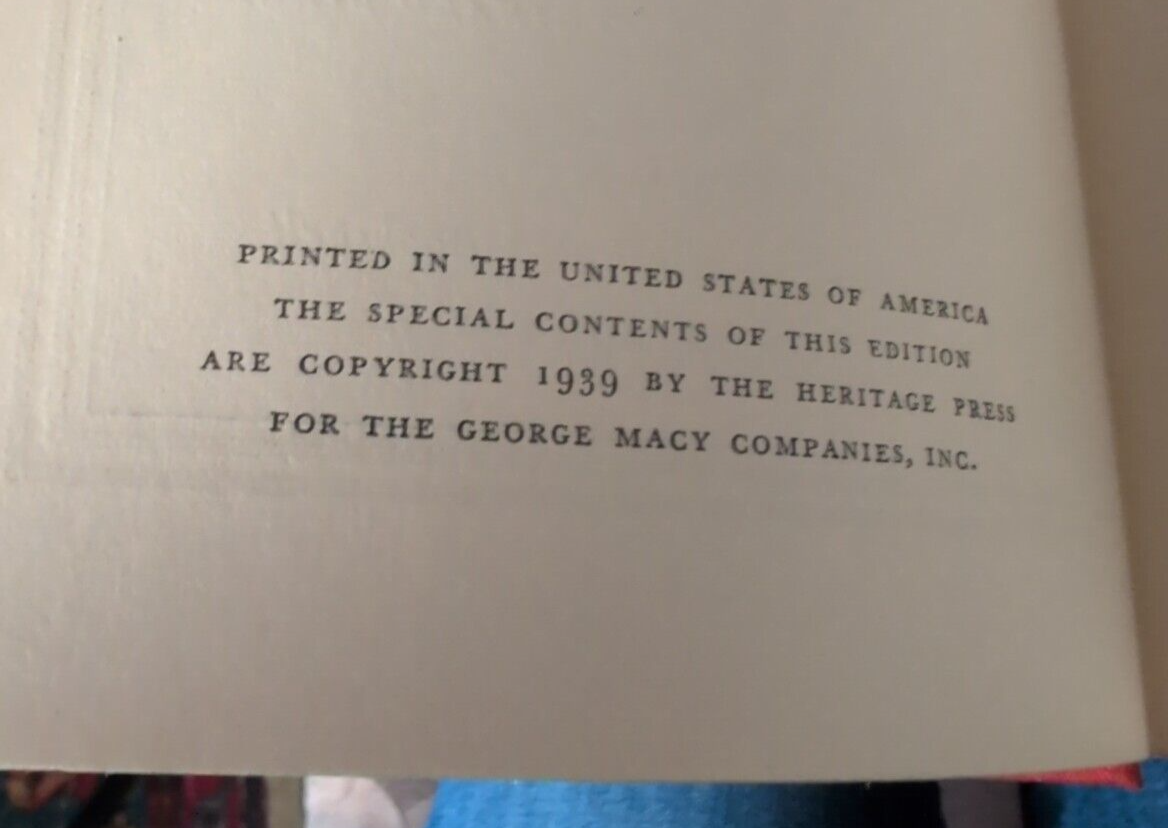 PRINTED IN THE UNITED STATES OF AMERICA
THE SPECIAL CONTENTS OF THIS EDITION
ARE COPYRIGHT 1939 BY THE HERITAGE PRESS
FOR THE GEORGE MACY COMPANIES, INC.